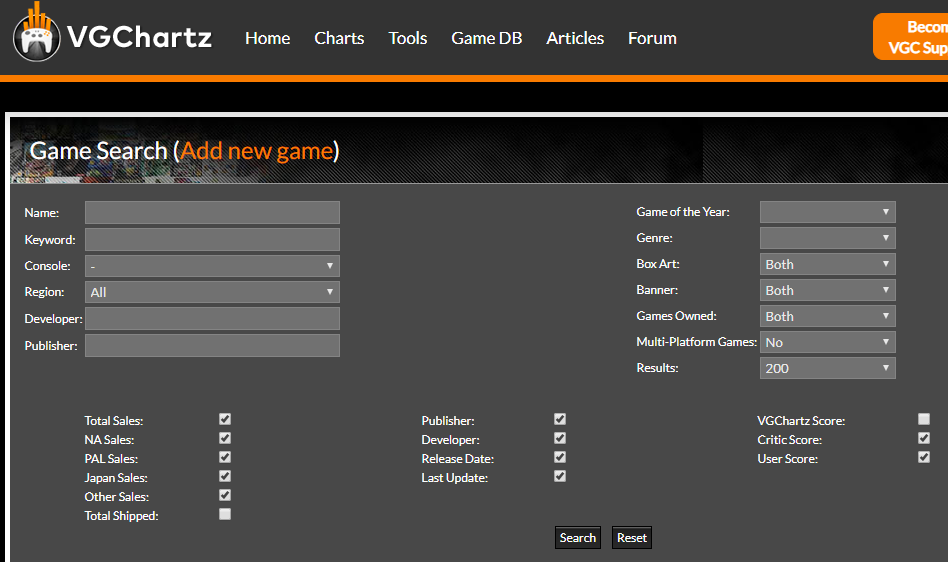 VGChartz Home Charts Tools Game DB Articles Forum
Becom
VGC Sup
Game Search (Add new game)
Name: Game of the Year:
Keyword: Genre:
Console: - Box Art: Both
Region: All Banner: Both
Developer: Games Owned: Both
Publisher: Multi-Platform Games: No
Results: 200
Total Sales: Publisher: VGChartz Score:
NA Sales: Developer: Critic Score:
PAL Sales: Release Date: User Score:
Japan Sales: Last Update:
Other Sales:
Total Shipped:
Search Reset